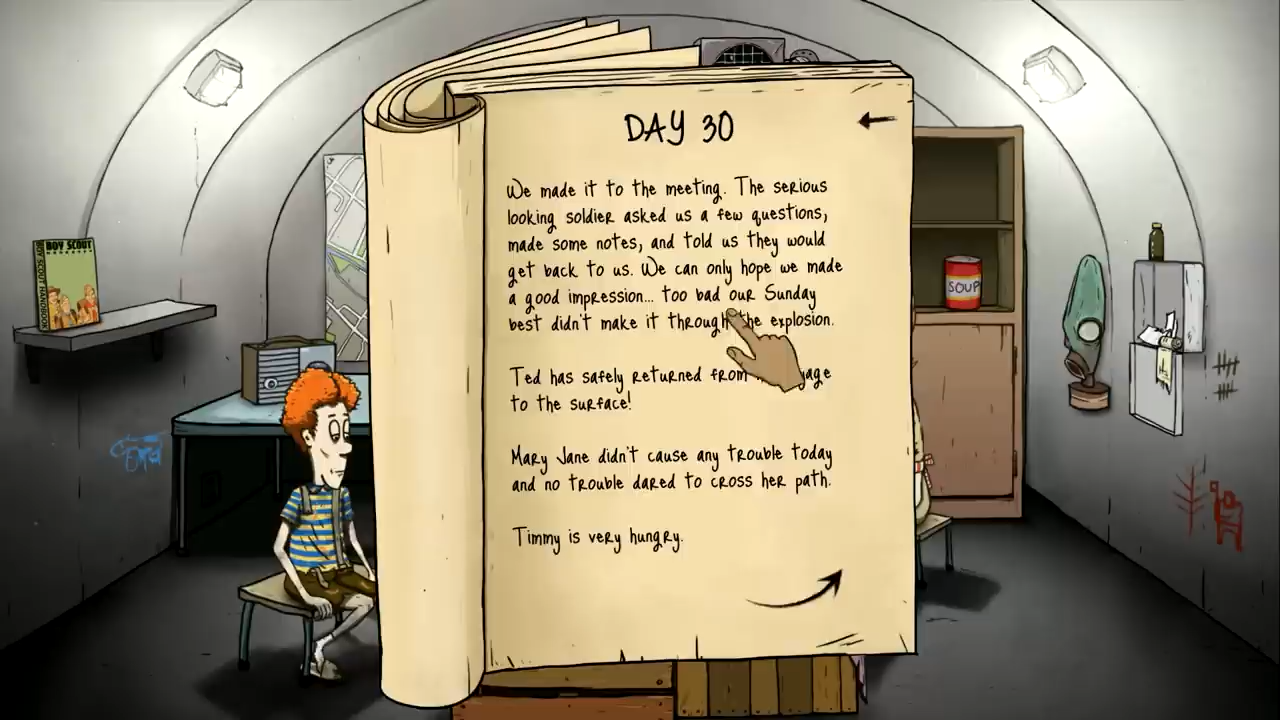 DAY 30
We made it to the meeting. The serious
looking soldier asked us a few questions,
made some notes, and told us they would
get back to us. We can only hope we made
a good impression... too bad our Sunday
best didn't make it through the explosion.
Ted has safely returned from
to the surface!
Mary Jane didn't cause any trouble today
and no trouble dared to cross her path.
Timmy is very hungry.
BOY SCOUT
BOY SCOUT HANDBOOK
SOUP